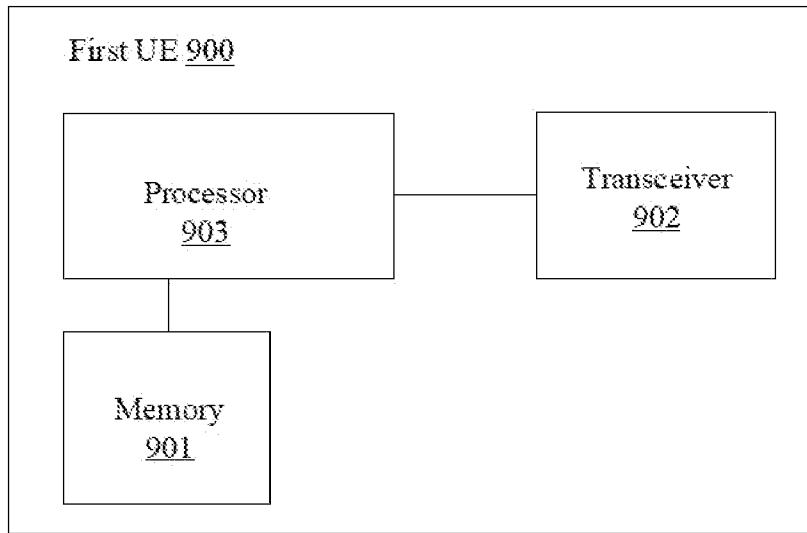 First UE 900
Processor
903
Transceiver
902
Memory
901